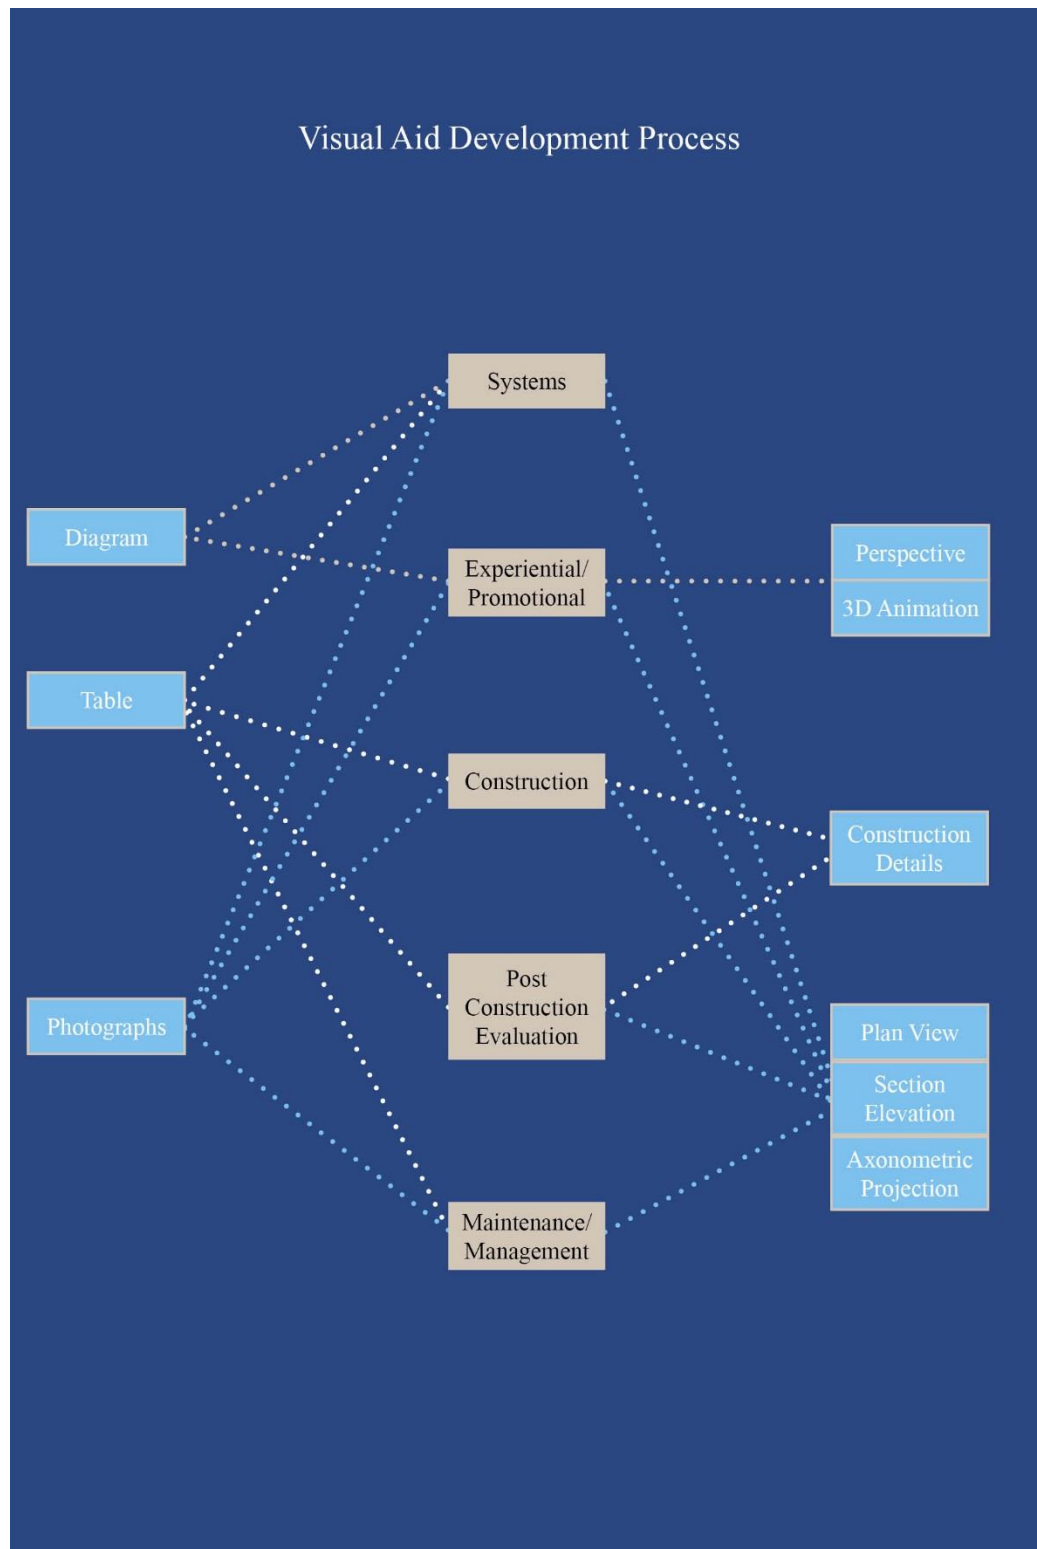 Visual Aid Development Process
Systems
Diagram
Experiential/
Promotional
Perspective
3D Animation
Table
Construction
Construction
Details
Post
Construction
Evaluation
Photographs
Plan View
Section
Elevation
Axonometric
Projection
Maintenance/
Management